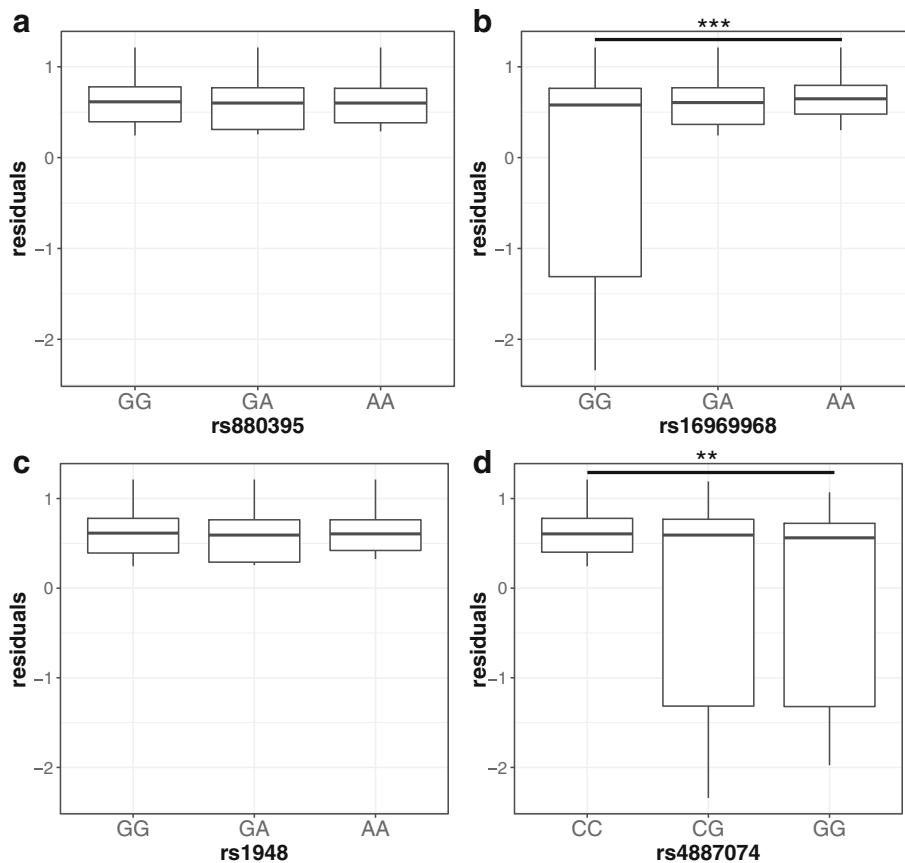 a
1
0
−1
−2
residuals
GG GA AA
rs880395
b
***
1
0
−1
−2
residuals
GG GA AA
rs16969968
c
1
0
−1
−2
residuals
GG GA AA
rs1948
d
**
1
0
−1
−2
residuals
CC CG GG
rs4887074